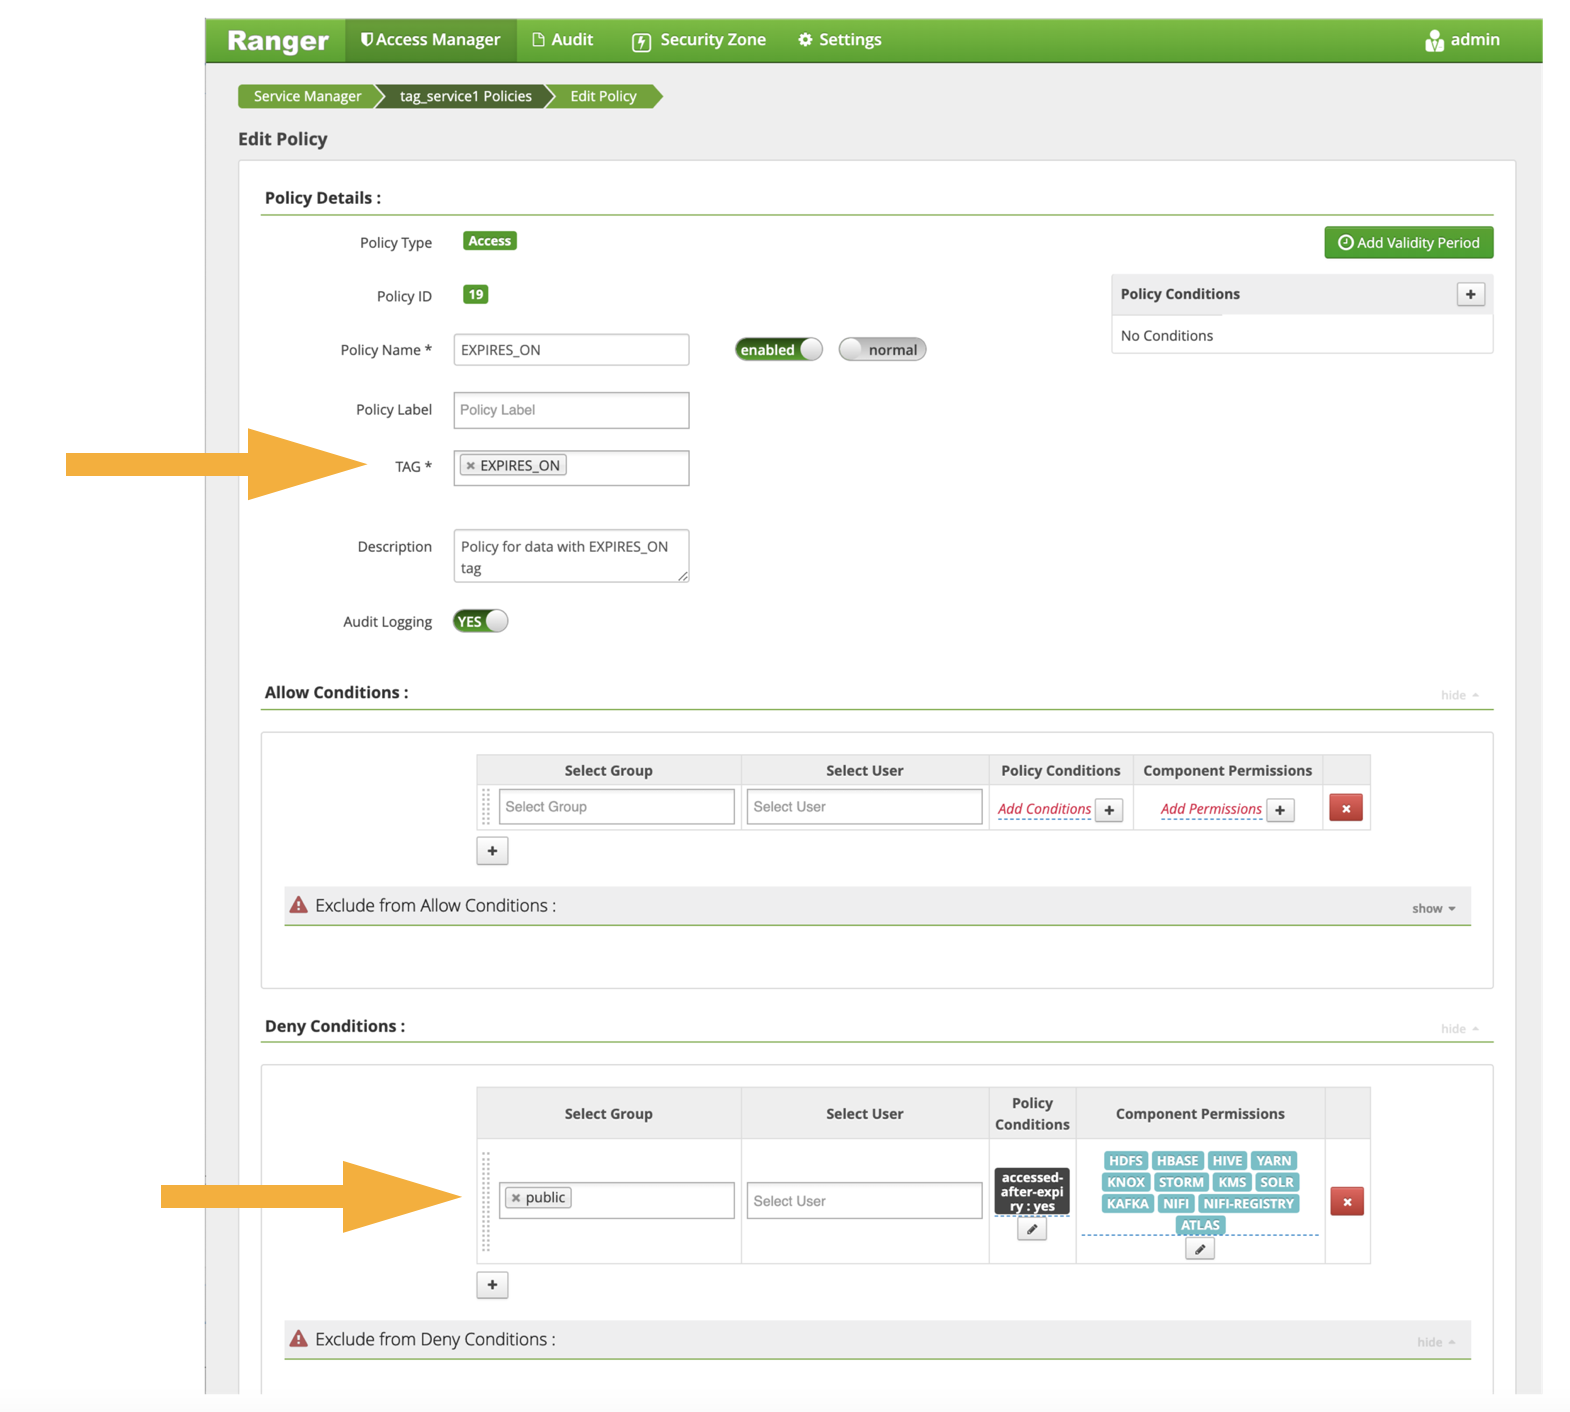 Ranger Access Manager Audit Security Zone Settings admin
Service Manager tag_service1 Policies Edit Policy
Edit Policy
Policy Details :
Policy Type Access Add Validity Period
Policy ID 19 Policy Conditions +
No Conditions
Policy Name * EXPIRES_ON enabled normal
Policy Label Policy Label
TAG * × EXPIRES_ON
Description Policy for data with EXPIRES_ON
tag
Audit Logging YES
Allow Conditions : hide
Select Group Select User Policy Conditions Component Permissions
Select Group Select User Add Conditions + Add Permissions + ×
+
Exclude from Allow Conditions : show
Deny Conditions : hide
Select Group Select User Policy
Conditions Component Permissions
× public Select User accessed-
after-expi
ry : yes
HDFS HBASE HIVE YARN
KNOX STORM KMS SOLR
KAFKA NIFI NIFI-REGISTRY
ATLAS
×
+
Exclude from Deny Conditions : hide